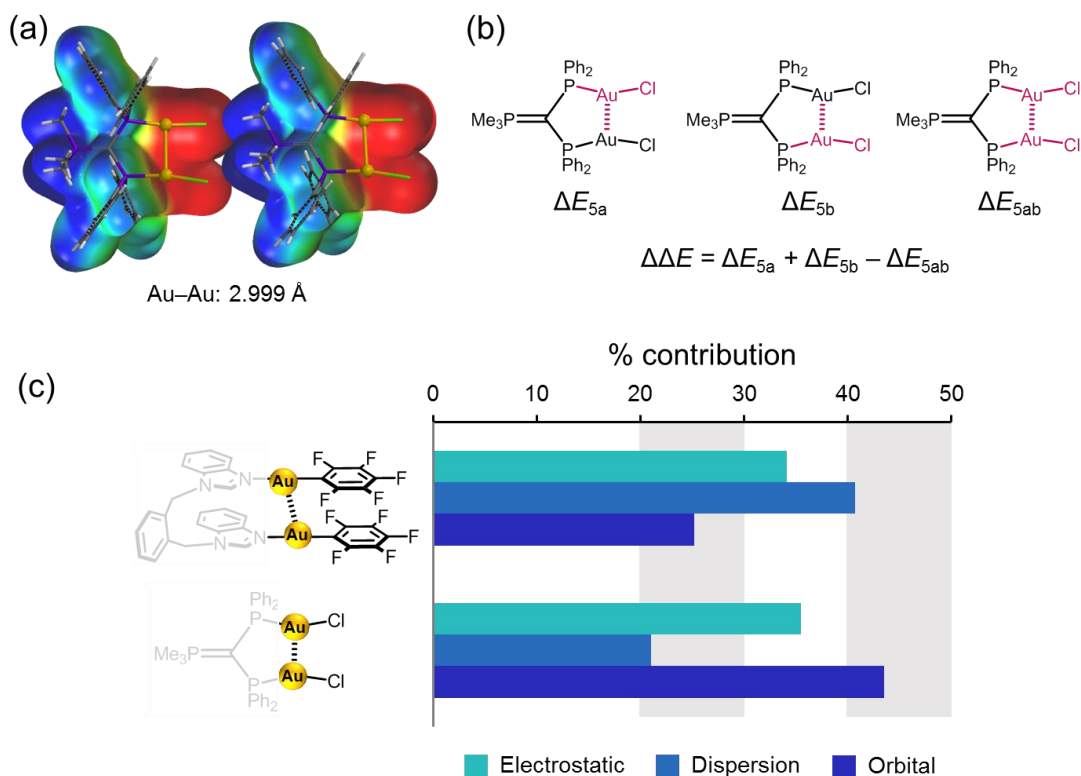 (a)
Au–Au: 2.999 Å
(b)
Ph₂
P
Au
Cl
Me₃P
Au
Cl
P
Ph₂
ΔE₅ₐ
Ph₂
P
Au
Cl
Me₃P
Au
Cl
P
Ph₂
ΔE₅b
Ph₂
P
Au
Cl
Me₃P
Au
Cl
P
Ph₂
ΔE₅ₐb
ΔΔE = ΔE₅ₐ + ΔE₅b – ΔE₅ₐb
(c)
% contribution
0 10 20 30 40 50
N
N
Au
F
F
F
F
F
N
N
Au
F
F
F
F
F
Ph₂
P
Au
Cl
Me₃P
Au
Cl
P
Ph₂
Electrostatic Dispersion Orbital